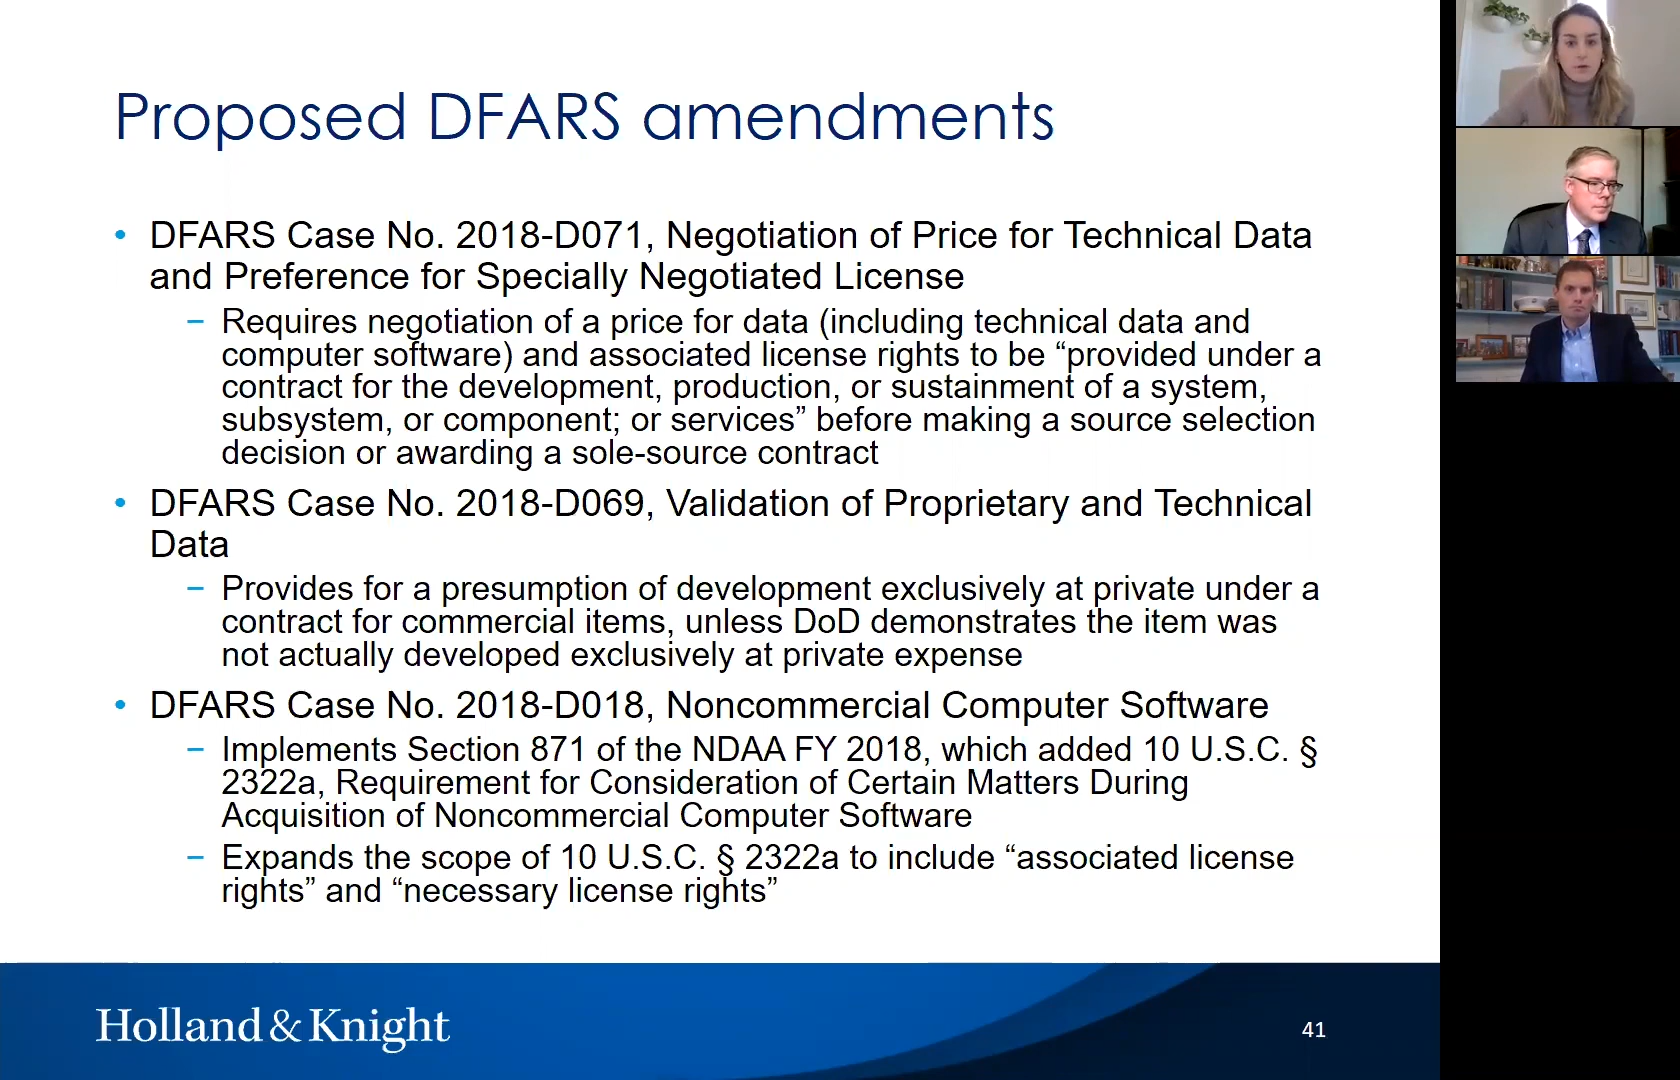 Proposed DFARS amendments
• DFARS Case No. 2018-D071, Negotiation of Price for Technical Data
and Preference for Specially Negotiated License
− Requires negotiation of a price for data (including technical data and
computer software) and associated license rights to be “provided under a
contract for the development, production, or sustainment of a system,
subsystem, or component; or services” before making a source selection
decision or awarding a sole-source contract
• DFARS Case No. 2018-D069, Validation of Proprietary and Technical
Data
− Provides for a presumption of development exclusively at private under a
contract for commercial items, unless DoD demonstrates the item was
not actually developed exclusively at private expense
• DFARS Case No. 2018-D018, Noncommercial Computer Software
− Implements Section 871 of the NDAA FY 2018, which added 10 U.S.C. §
2322a, Requirement for Consideration of Certain Matters During
Acquisition of Noncommercial Computer Software
− Expands the scope of 10 U.S.C. § 2322a to include “associated license
rights” and “necessary license rights”
Holland & Knight
41